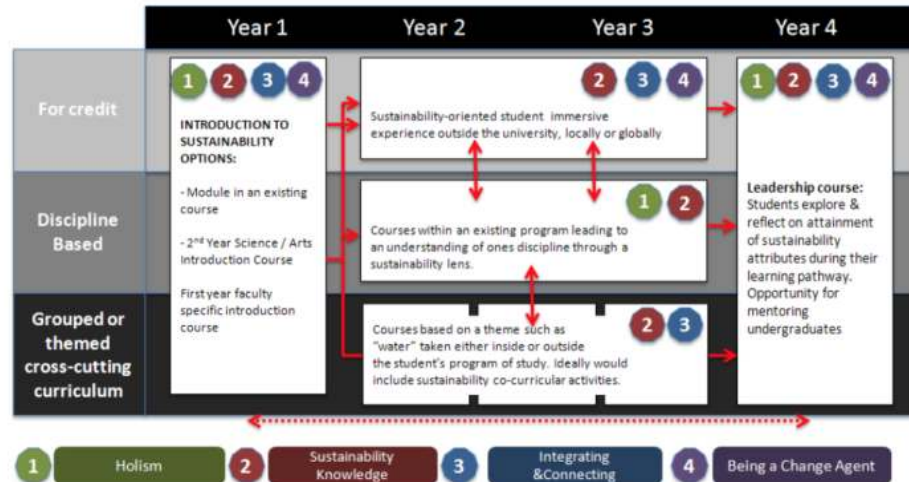 Year 1
Year 2
Year 3
Year 4
For credit
1 2 3 4
INTRODUCTION TO
SUSTAINABILITY
OPTIONS:
- Module in an existing
course
- 2nd Year Science / Arts
Introduction Course
First year faculty
specific introduction
course
2 3 4
Sustainability-oriented student immersive
experience outside the university, locally or globally
1 2 3 4
Leadership course:
Students explore &
reflect on attainment
of sustainability
attributes during their
learning pathway.
Opportunity for
mentoring
undergraduates
Discipline
Based
1 2
Courses within an existing program leading to
an understanding of ones discipline through a
sustainability lens.
Grouped or
themed
cross-cutting
curriculum
2 3
Courses based on a theme such as
"water" taken either inside or outside
the student's program of study. Ideally would
include sustainability co-curricular activities.
1 Holism
2 Sustainability
Knowledge
3 Integrating
&Connecting
4 Being a Change Agent